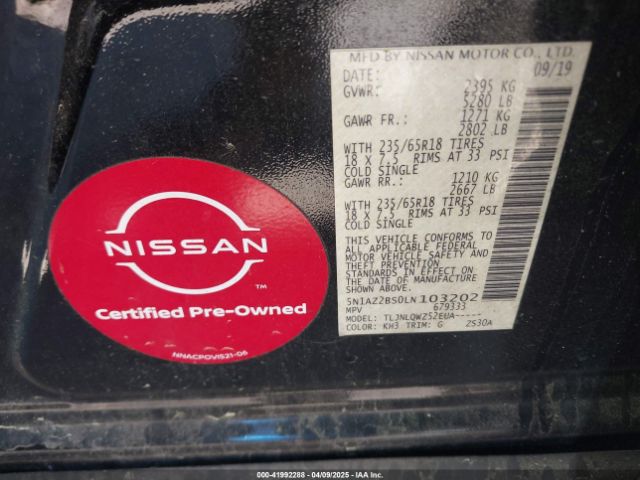 MFD BY NISSAN MOTOR CO., LTD.
DATE: 09/19
GVWR: 2395 KG
5280 LB
GAWR FR.: 1271 KG
2802 LB
WITH 235/65R18 TIRES
18 X 7.5 RIMS AT 33 PSI
COLD SINGLE
GAWR RR.: 1210 KG
2667 LB
WITH 235/65R18 TIRES
18 X 7.5 RIMS AT 33 PSI
COLD SINGLE
THIS VEHICLE CONFORMS TO
ALL APPLICABLE FEDERAL
MOTOR VEHICLE SAFETY AND
THEFT PREVENTION
STANDARDS IN EFFECT ON
THE DATE OF MANUFACTURE
SHOWN ABOVE.
5N1AZ2BS0LN103202
MPV 679333
MODEL: TLJNLQWZ52EUA-----
COLOR: KH3 TRIM: G 2530A
NISSAN
™
Certified Pre-Owned
NNACPOVIS21-06
000-41992288 - 04/09/2025 - IAA Inc.